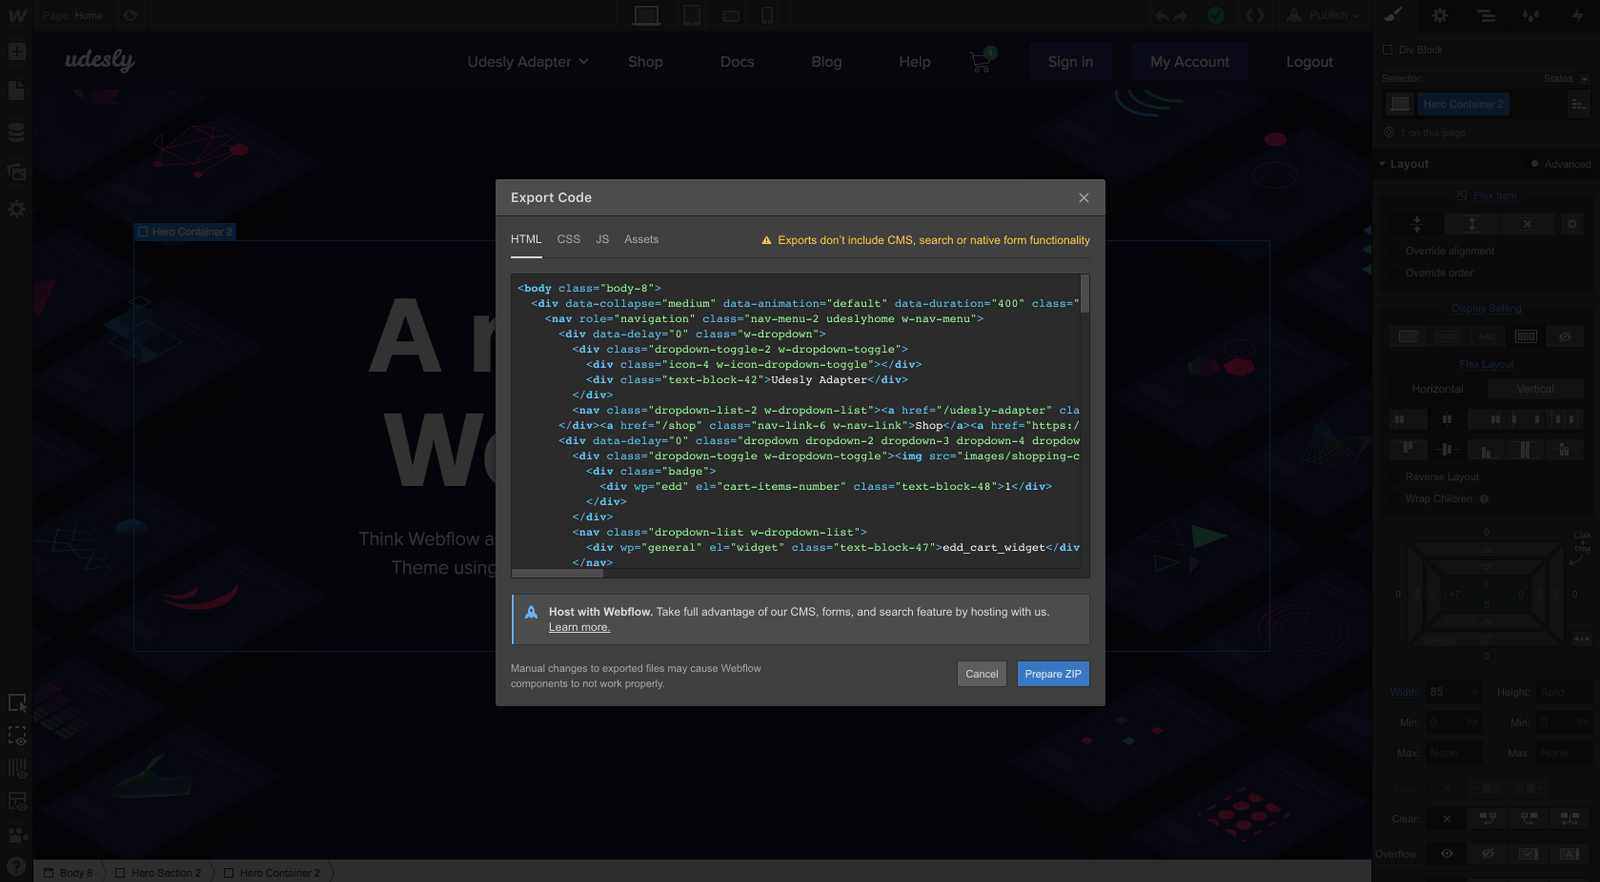 Page: Home
Publish
udesly
Udesly Adapter
Shop
Docs
Blog
Help
1
Sign in
My Account
Logout
Hero Container 2
A
We
Think Webflow a
Theme using
Export Code
HTML CSS JS Assets
Exports don't include CMS, search or native form functionality
<body class="body-8">
<div data-collapse="medium" data-animation="default" data-duration="400" class="
<nav role="navigation" class="nav-menu-2 udeslyhome w-nav-menu">
<div data-delay="0" class="w-dropdown">
<div class="dropdown-toggle-2 w-dropdown-toggle">
<div class="icon-4 w-icon-dropdown-toggle"></div>
<div class="text-block-42">Udesly Adapter</div>
</div>
<nav class="dropdown-list-2 w-dropdown-list"><a href="/udesly-adapter" cla
</div><a href="/shop" class="nav-link-6 w-nav-link">Shop</a><a href="https:/
<div data-delay="0" class="dropdown dropdown-2 dropdown-3 dropdown-4 dropdow
<div class="dropdown-toggle w-dropdown-toggle"><img src="images/shopping-c
<div class="badge">
<div wp="edd" el="cart-items-number" class="text-block-48">1</div>
</div>
</div>
<nav class="dropdown-list w-dropdown-list">
<div wp="general" el="widget" class="text-block-47">edd_cart_widget</div
</nav>
Host with Webflow. Take full advantage of our CMS, forms, and search feature by hosting with us.
Learn more.
Manual changes to exported files may cause Webflow
components to not work properly.
Cancel
Prepare ZIP
Div Block
Selector: States
Hero Container 2
1 on this page
Layout Advanced
Flex Item
Override alignment
Override order
Display Setting
ABC ABC
Flex Layout
Horizontal Vertical
Reverse Layout
Wrap Children
0
Click
+
Drag
0
0 47 0 0
0
0
Width: 85 % Height: Auto
Min: 0 PX Min: 0 PX
Max: None Max: None
Float:
Clear:
Overflow:
Body 8 Hero Section 2 Hero Container 2